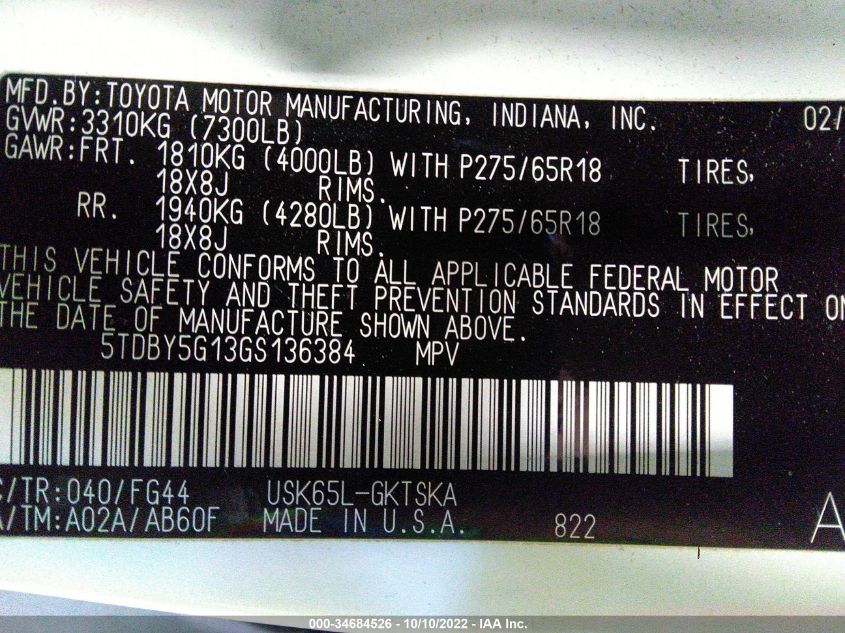 MFD.BY:TOYOTA MOTOR MANUFACTURING, INDIANA, INC. 02/
GVWR:3310KG (7300LB)
GAWR:FRT. 1810KG (4000LB) WITH P275/65R18 TIRES,
18X8J RIMS.
RR. 1940KG (4280LB) WITH P275/65R18 TIRES,
18X8J RIMS.
THIS VEHICLE CONFORMS TO ALL APPLICABLE FEDERAL MOTOR
VEHICLE SAFETY AND THEFT PREVENTION STANDARDS IN EFFECT ON
THE DATE OF MANUFACTURE SHOWN ABOVE.
5TDBY5G13GS136384 MPV
C/TR:040/FG44 USK65L-GKTSKA
A/TM:A02A/AB60F MADE IN U.S.A. 822 A
000-34684526 - 10/10/2022 - IAA Inc.